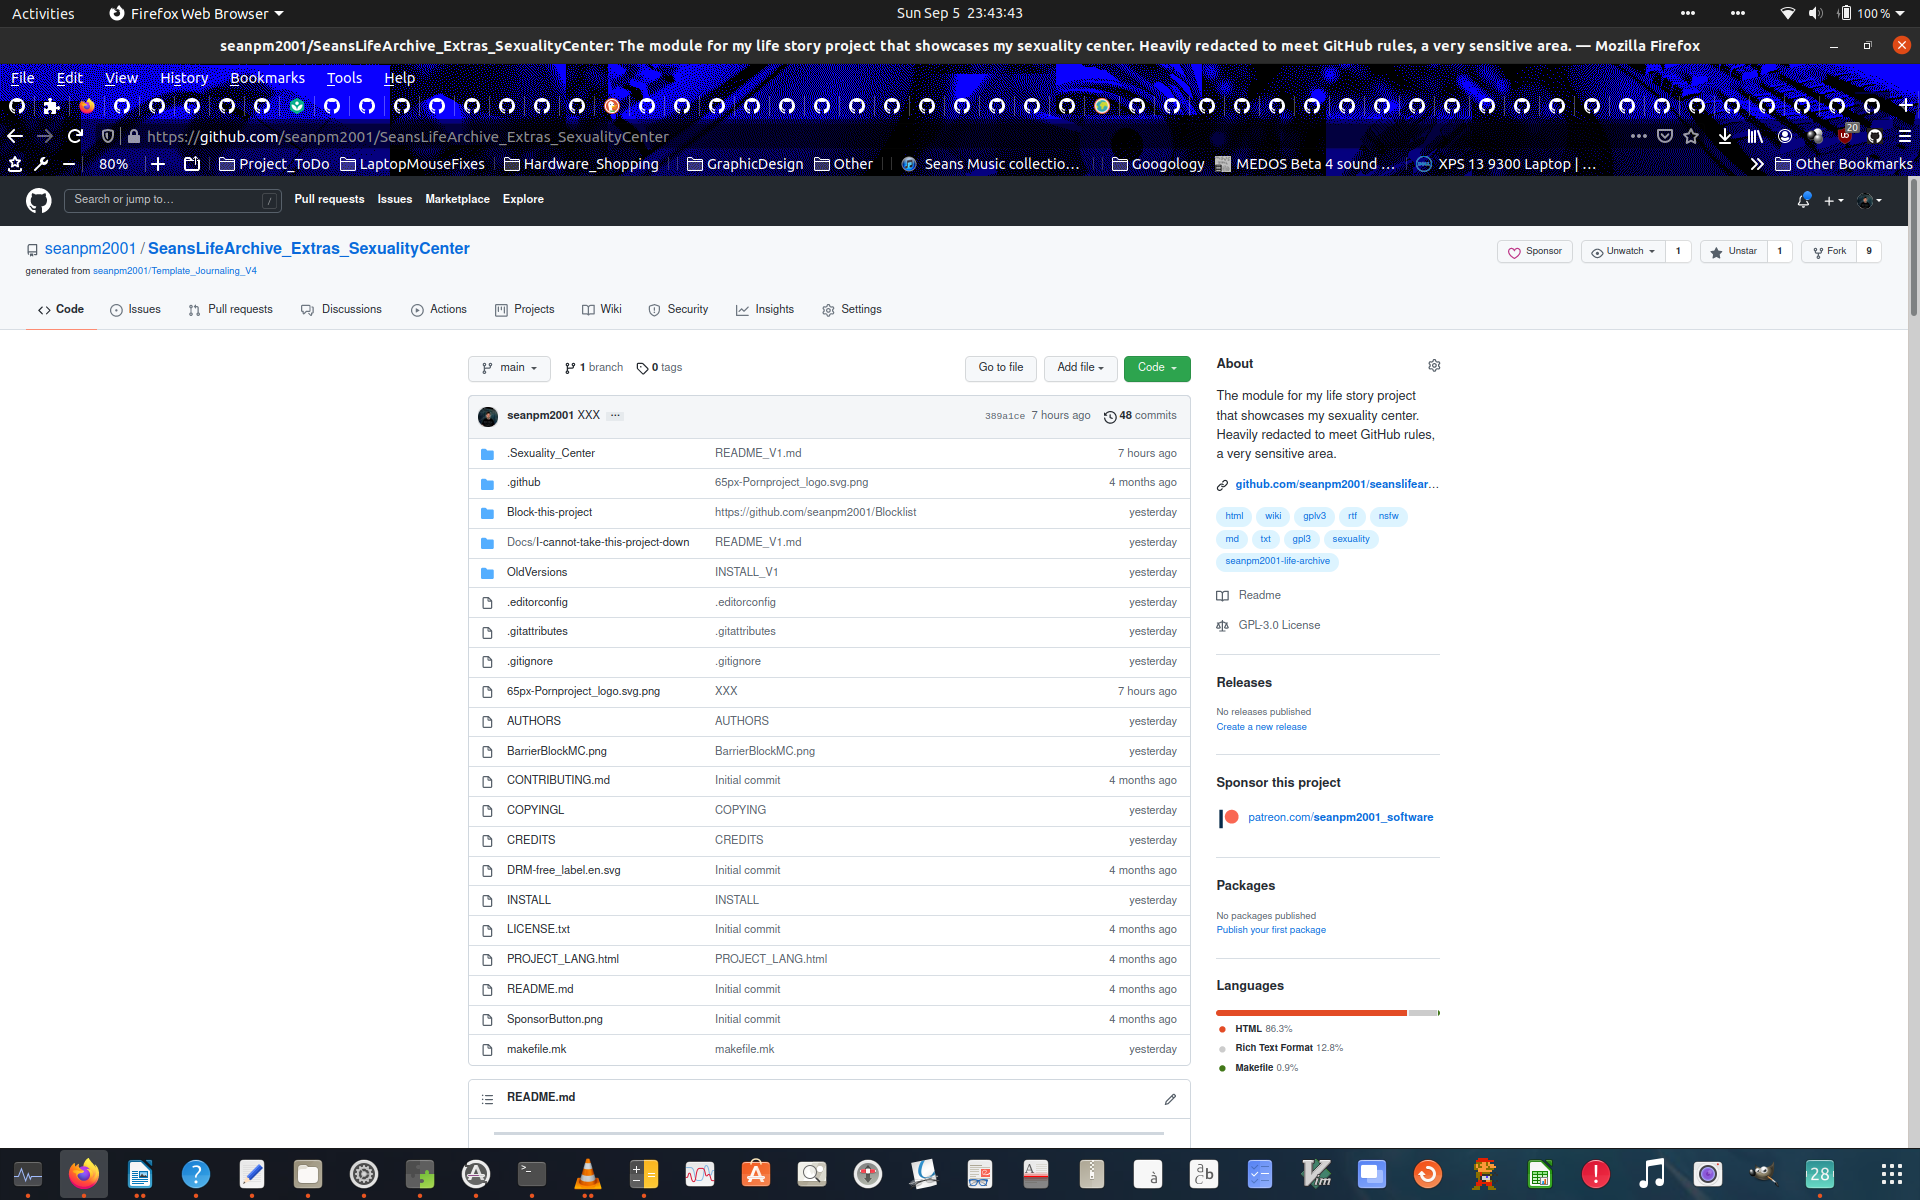 Activities Firefox Web Browser Sun Sep 5 23:43:43 100 %
seanpm2001/SeansLifeArchive_Extras_SexualityCenter: The module for my life story project that showcases my sexuality center. Heavily redacted to meet GitHub rules, a very sensitive area. — Mozilla Firefox
File Edit View History Bookmarks Tools Help
https://github.com/seanpm2001/SeansLifeArchive_Extras_SexualityCenter 20
80% Project_ToDo LaptopMouseFixes Hardware_Shopping GraphicDesign Other Seans Music collectio… Googology MEDOS Beta 4 sound … XPS 13 9300 Laptop | … Other Bookmarks
Search or jump to… / Pull requests Issues Marketplace Explore
seanpm2001 / SeansLifeArchive_Extras_SexualityCenter Sponsor Unwatch 1 Unstar 1 Fork 9
generated from seanpm2001/Template_Journaling_V4
Code Issues Pull requests Discussions Actions Projects Wiki Security Insights Settings
main 1 branch 0 tags Go to file Add file Code
seanpm2001 XXX ... 389a1ce 7 hours ago 48 commits
.Sexuality_Center README_V1.md 7 hours ago
.github 65px-Pornproject_logo.svg.png 4 months ago
Block-this-project https://github.com/seanpm2001/Blocklist yesterday
Docs/I-cannot-take-this-project-down README_V1.md yesterday
OldVersions INSTALL_V1 yesterday
.editorconfig .editorconfig yesterday
.gitattributes .gitattributes yesterday
.gitignore .gitignore yesterday
65px-Pornproject_logo.svg.png XXX 7 hours ago
AUTHORS AUTHORS yesterday
BarrierBlockMC.png BarrierBlockMC.png yesterday
CONTRIBUTING.md Initial commit 4 months ago
COPYINGL COPYING yesterday
CREDITS CREDITS yesterday
DRM-free_label.en.svg Initial commit 4 months ago
INSTALL INSTALL yesterday
LICENSE.txt Initial commit 4 months ago
PROJECT_LANG.html PROJECT_LANG.html 4 months ago
README.md Initial commit 4 months ago
SponsorButton.png Initial commit 4 months ago
makefile.mk makefile.mk yesterday
README.md
About
The module for my life story project
that showcases my sexuality center.
Heavily redacted to meet GitHub rules,
a very sensitive area.
github.com/seanpm2001/seanslifear…
html wiki gplv3 rtf nsfw
md txt gpl3 sexuality
seanpm2001-life-archive
Readme
GPL-3.0 License
Releases
No releases published
Create a new release
Sponsor this project
patreon.com/seanpm2001_software
Packages
No packages published
Publish your first package
Languages
HTML 86.3%
Rich Text Format 12.8%
Makefile 0.9%
28